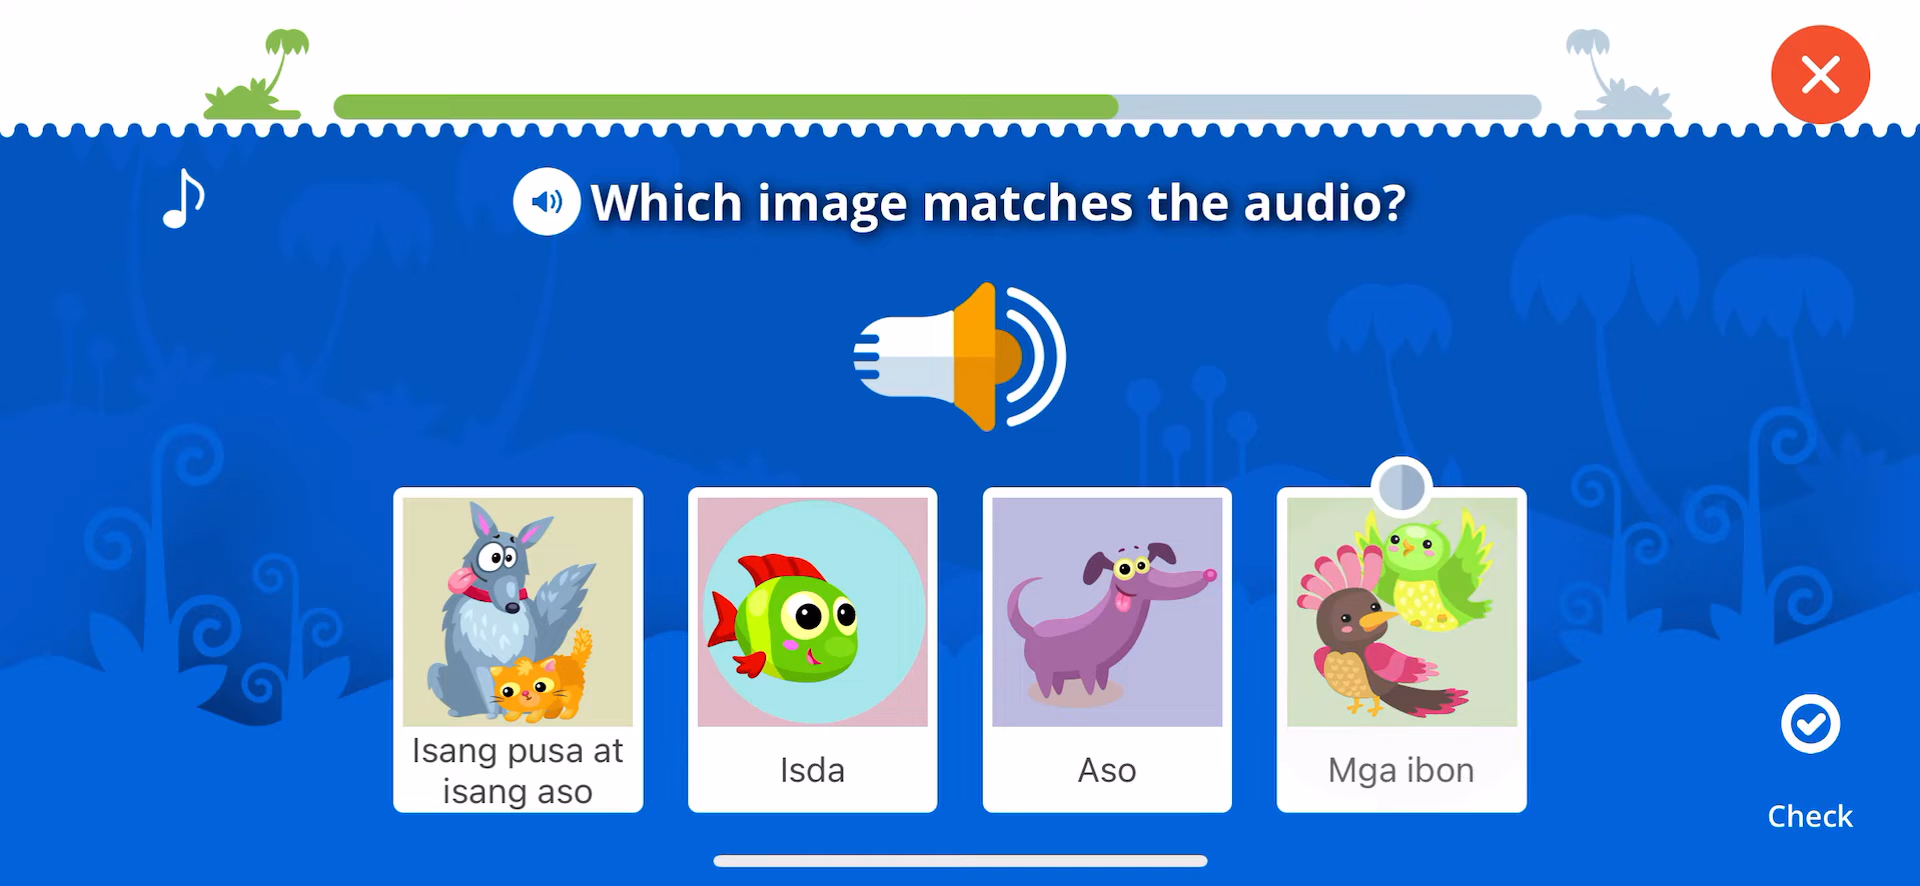 Which image matches the audio?
Isang pusa at
isang aso
Isda
Aso
Mga ibon
Check